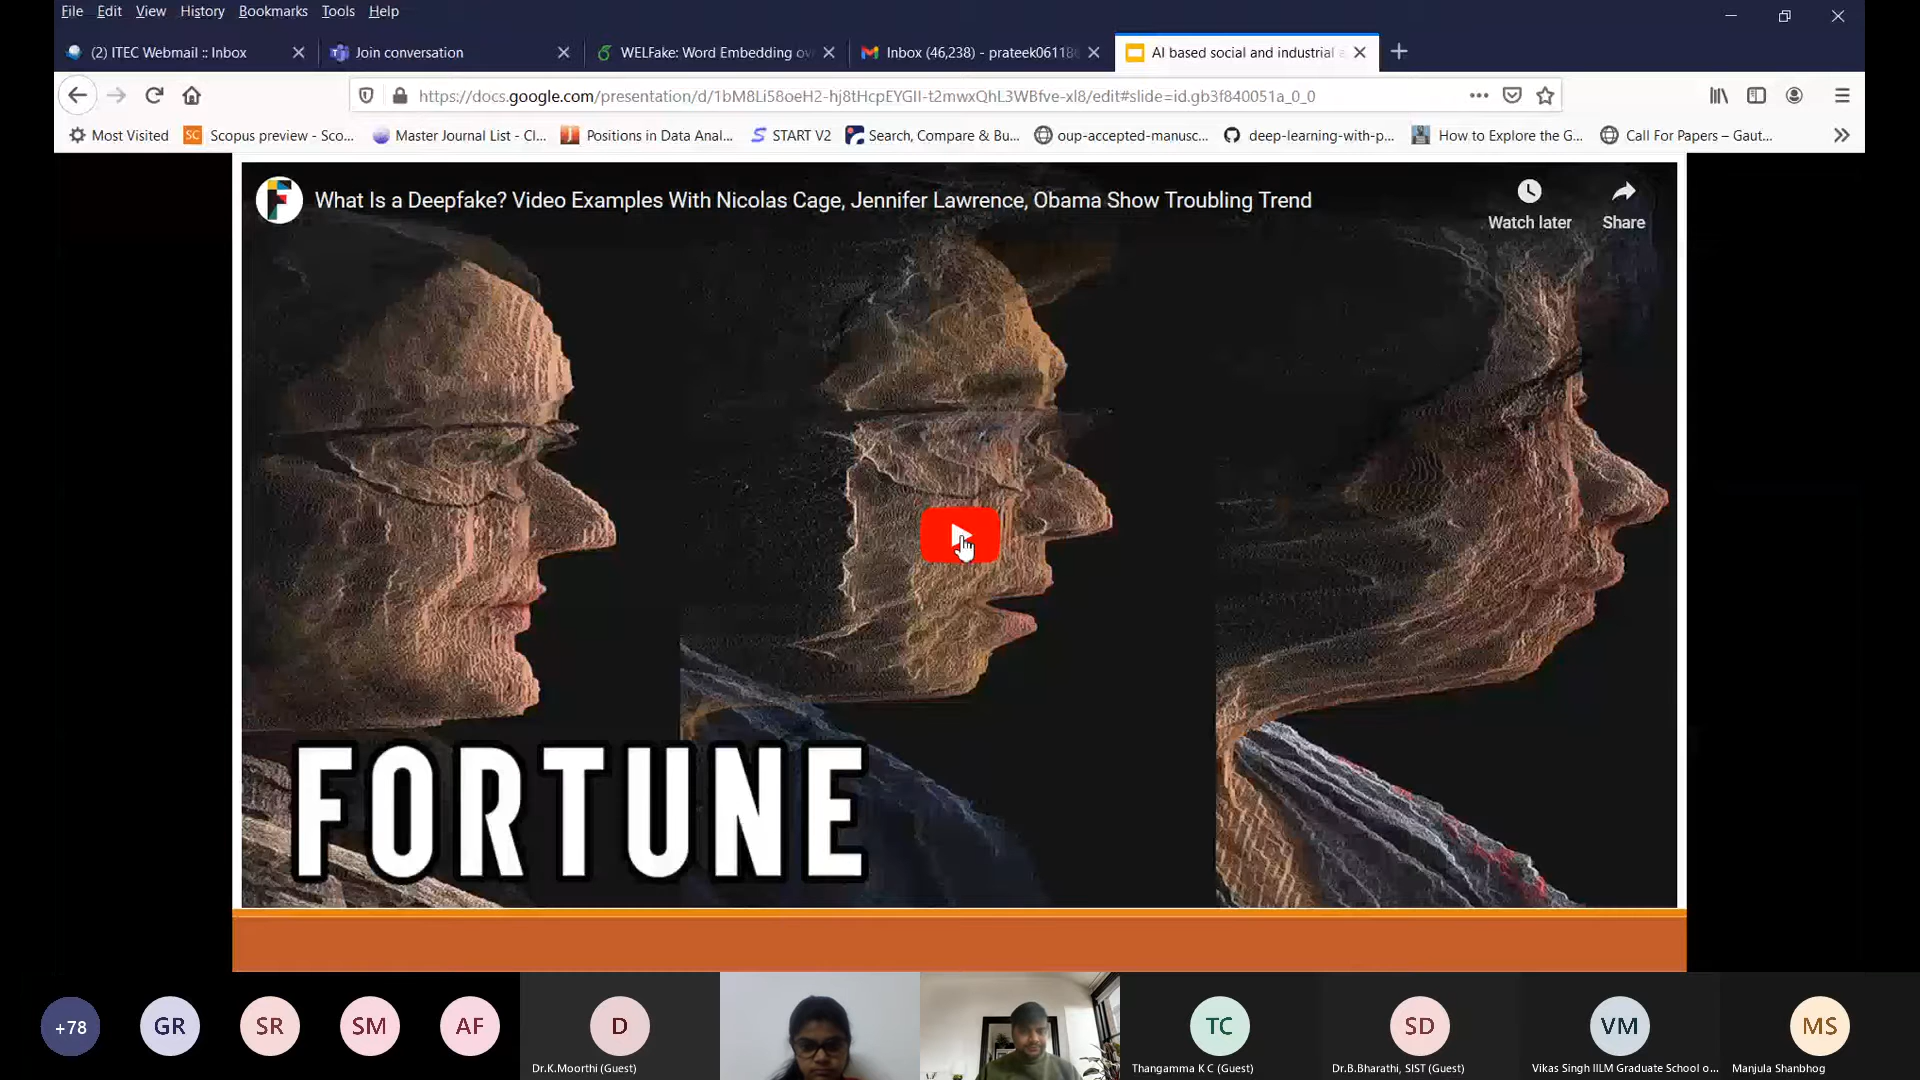 File Edit View History Bookmarks Tools Help
(2) ITEC Webmail :: Inbox
Join conversation
WELFake: Word Embedding ov
Inbox (46,238) - prateek06118
AI based social and industrial
https://docs.google.com/presentation/d/1bM8Li58oeH2-hj8tHcpEYGII-t2mwxQhL3WBfve-xl8/edit#slide=id.gb3f840051a_0_0
Most Visited
SC Scopus preview - Sco...
Master Journal List - Cl...
Positions in Data Anal...
START V2
Search, Compare & Bu...
oup-accepted-manusc...
deep-learning-with-p...
How to Explore the G...
Call For Papers – Gaut...
What Is a Deepfake? Video Examples With Nicolas Cage, Jennifer Lawrence, Obama Show Troubling Trend
Watch later
Share
FORTUNE
+78
GR
SR
SM
AF
D
Dr.K.Moorthi (Guest)
TC
Thangamma K C (Guest)
SD
Dr.B.Bharathi, SIST (Guest)
VM
Vikas Singh IILM Graduate School o...
MS
Manjula Shanbhog